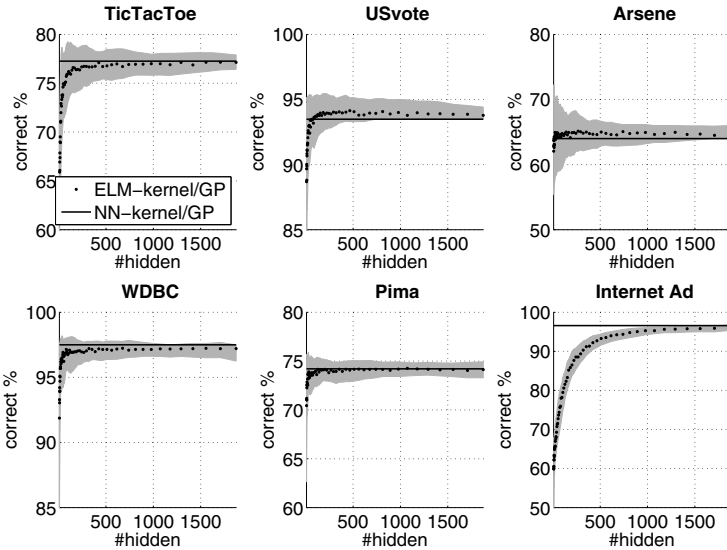 TicTacToe
80
75
70
65
60
correct %
ELM-kernel/GP
NN-kernel/GP
500 1000 1500
#hidden
USvote
100
95
90
85
correct %
500 1000 1500
#hidden
Arsene
80
70
60
50
correct %
500 1000 1500
#hidden
WDBC
100
95
90
85
correct %
500 1000 1500
#hidden
Pima
80
75
70
65
60
correct %
500 1000 1500
#hidden
Internet Ad
100
90
80
70
60
50
correct %
500 1000 1500
#hidden